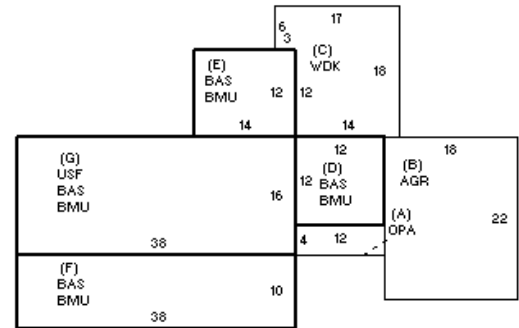 17
6
3
(C)
WDK
18
(E)
BAS
BMU
12
12
14
14
12
18
(G)
USF
BAS
BMU
16
12
(D)
BAS
BMU
(B)
AGR
(A)
OPA
22
38
4
12
(F)
BAS
BMU
10
38